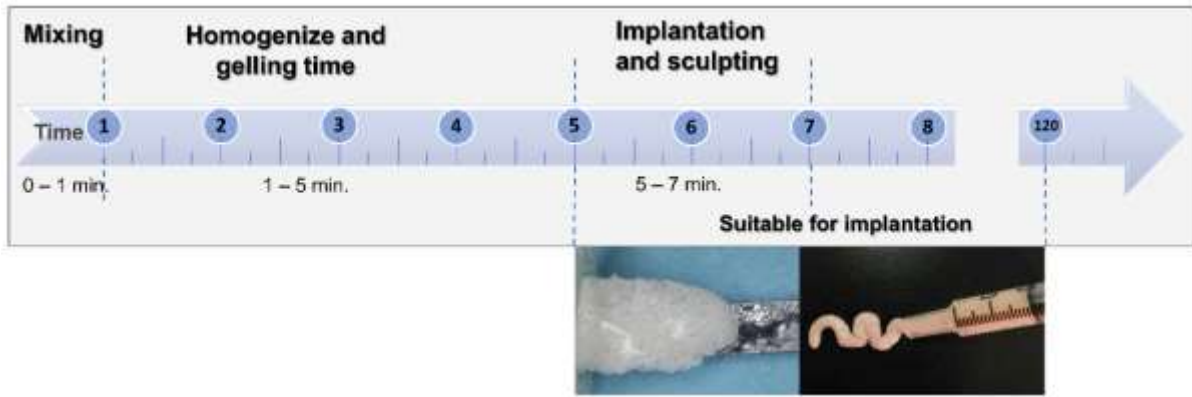 Mixing
Homogenize and
gelling time
Implantation
and sculpting
Time 1 2 3 4 5 6 7 8 120
0 – 1 min.
1 – 5 min.
5 – 7 min.
Suitable for implantation